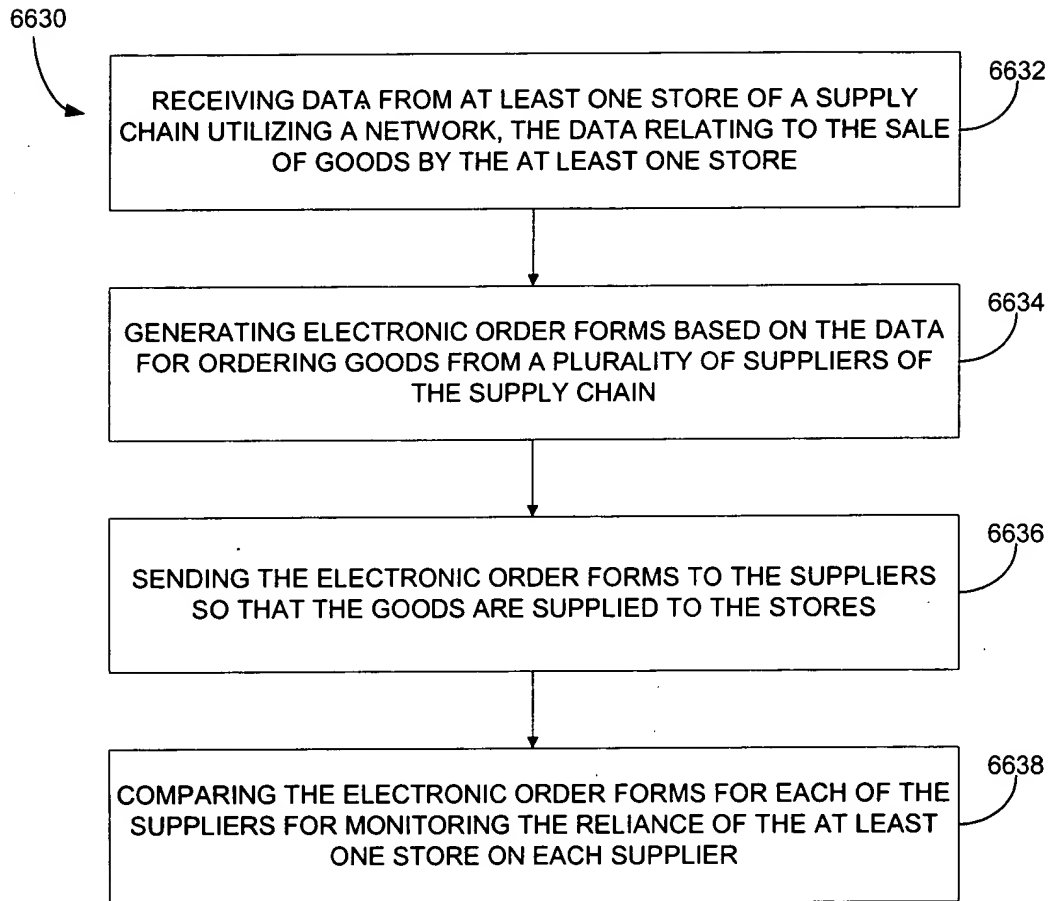 6630
6632
RECEIVING DATA FROM AT LEAST ONE STORE OF A SUPPLY
CHAIN UTILIZING A NETWORK, THE DATA RELATING TO THE SALE
OF GOODS BY THE AT LEAST ONE STORE
6634
GENERATING ELECTRONIC ORDER FORMS BASED ON THE DATA
FOR ORDERING GOODS FROM A PLURALITY OF SUPPLIERS OF
THE SUPPLY CHAIN
6636
SENDING THE ELECTRONIC ORDER FORMS TO THE SUPPLIERS
SO THAT THE GOODS ARE SUPPLIED TO THE STORES
6638
COMPARING THE ELECTRONIC ORDER FORMS FOR EACH OF THE
SUPPLIERS FOR MONITORING THE RELIANCE OF THE AT LEAST
ONE STORE ON EACH SUPPLIER